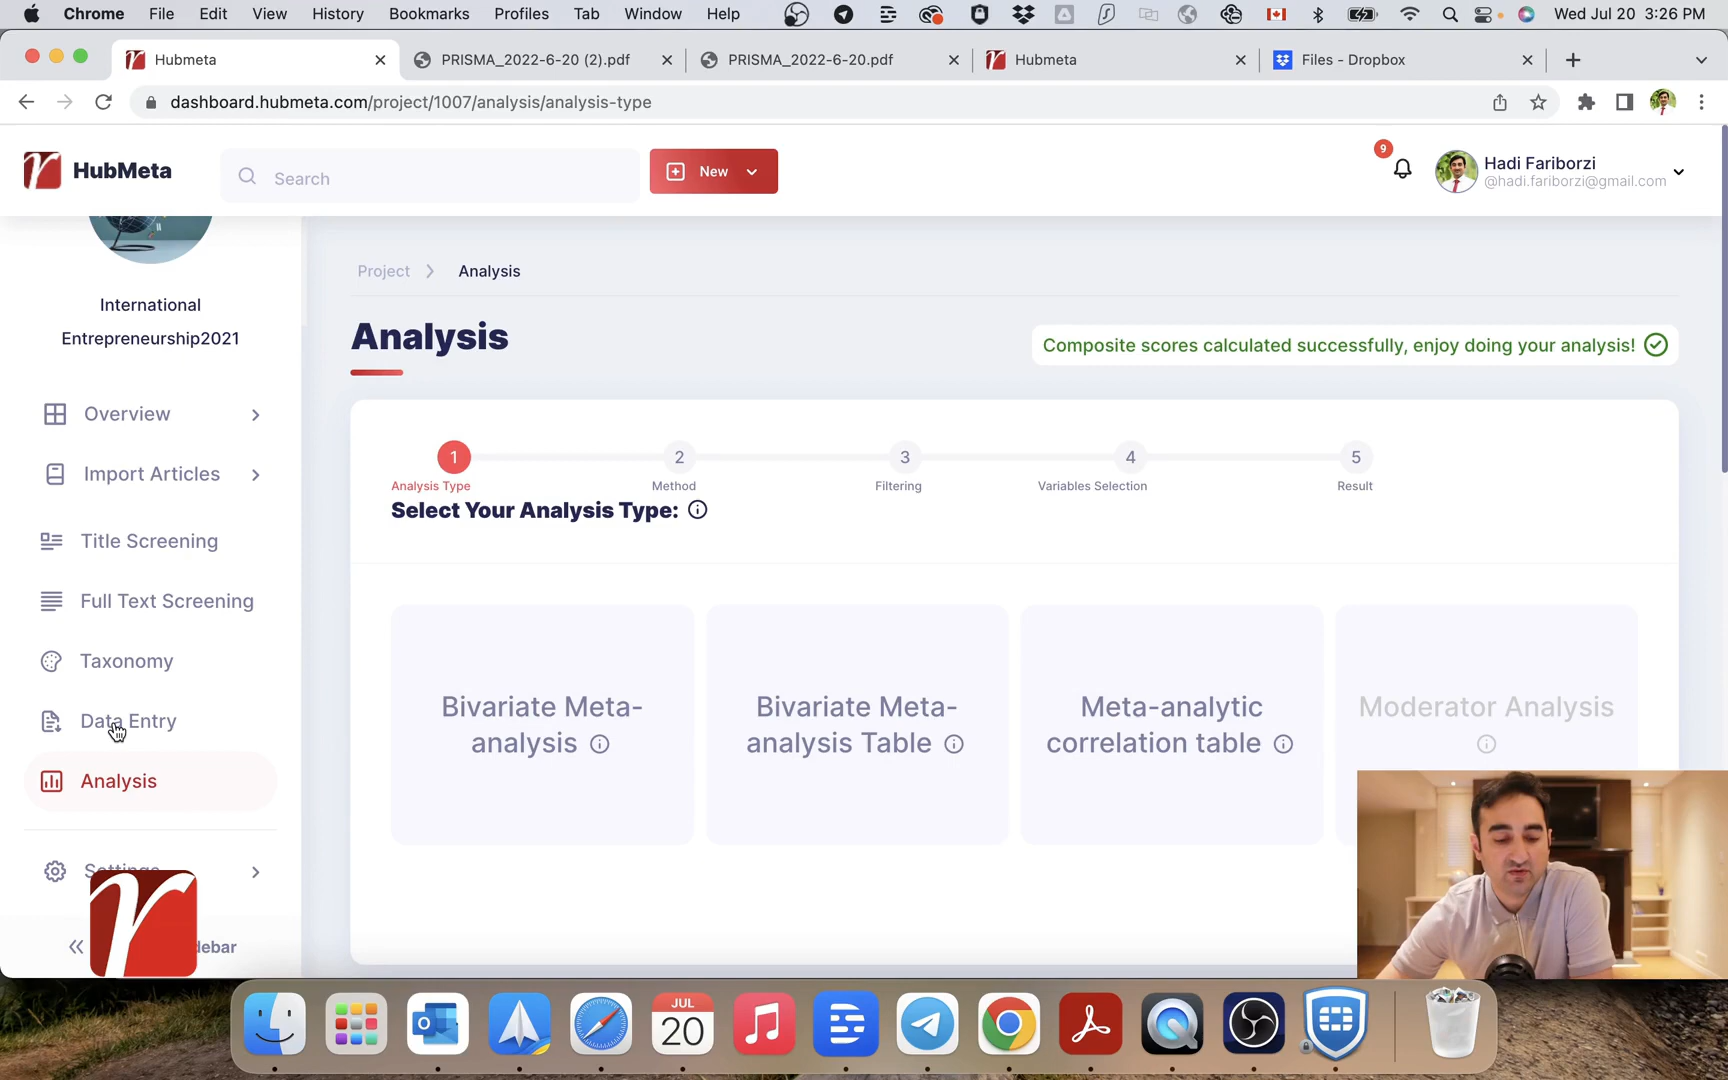 Chrome File Edit View History Bookmarks Profiles Tab Window Help Wed Jul 20 3:26 PM
Hubmeta PRISMA_2022-6-20 (2).pdf PRISMA_2022-6-20.pdf Hubmeta Files - Dropbox
dashboard.hubmeta.com/project/1007/analysis/analysis-type
HubMeta
Search
New
9
Hadi Fariborzi
@hadi.fariborzi@gmail.com
International
Entrepreneurship2021
Overview
Import Articles
Title Screening
Full Text Screening
Taxonomy
Data Entry
Analysis
Settings
debar
Project > Analysis
Analysis
Composite scores calculated successfully, enjoy doing your analysis!
1 2 3 4 5
Analysis Type Method Filtering Variables Selection Result
Select Your Analysis Type:
Bivariate Meta-
analysis
Bivariate Meta-
analysis Table
Meta-analytic
correlation table
Moderator Analysis
JUL
20